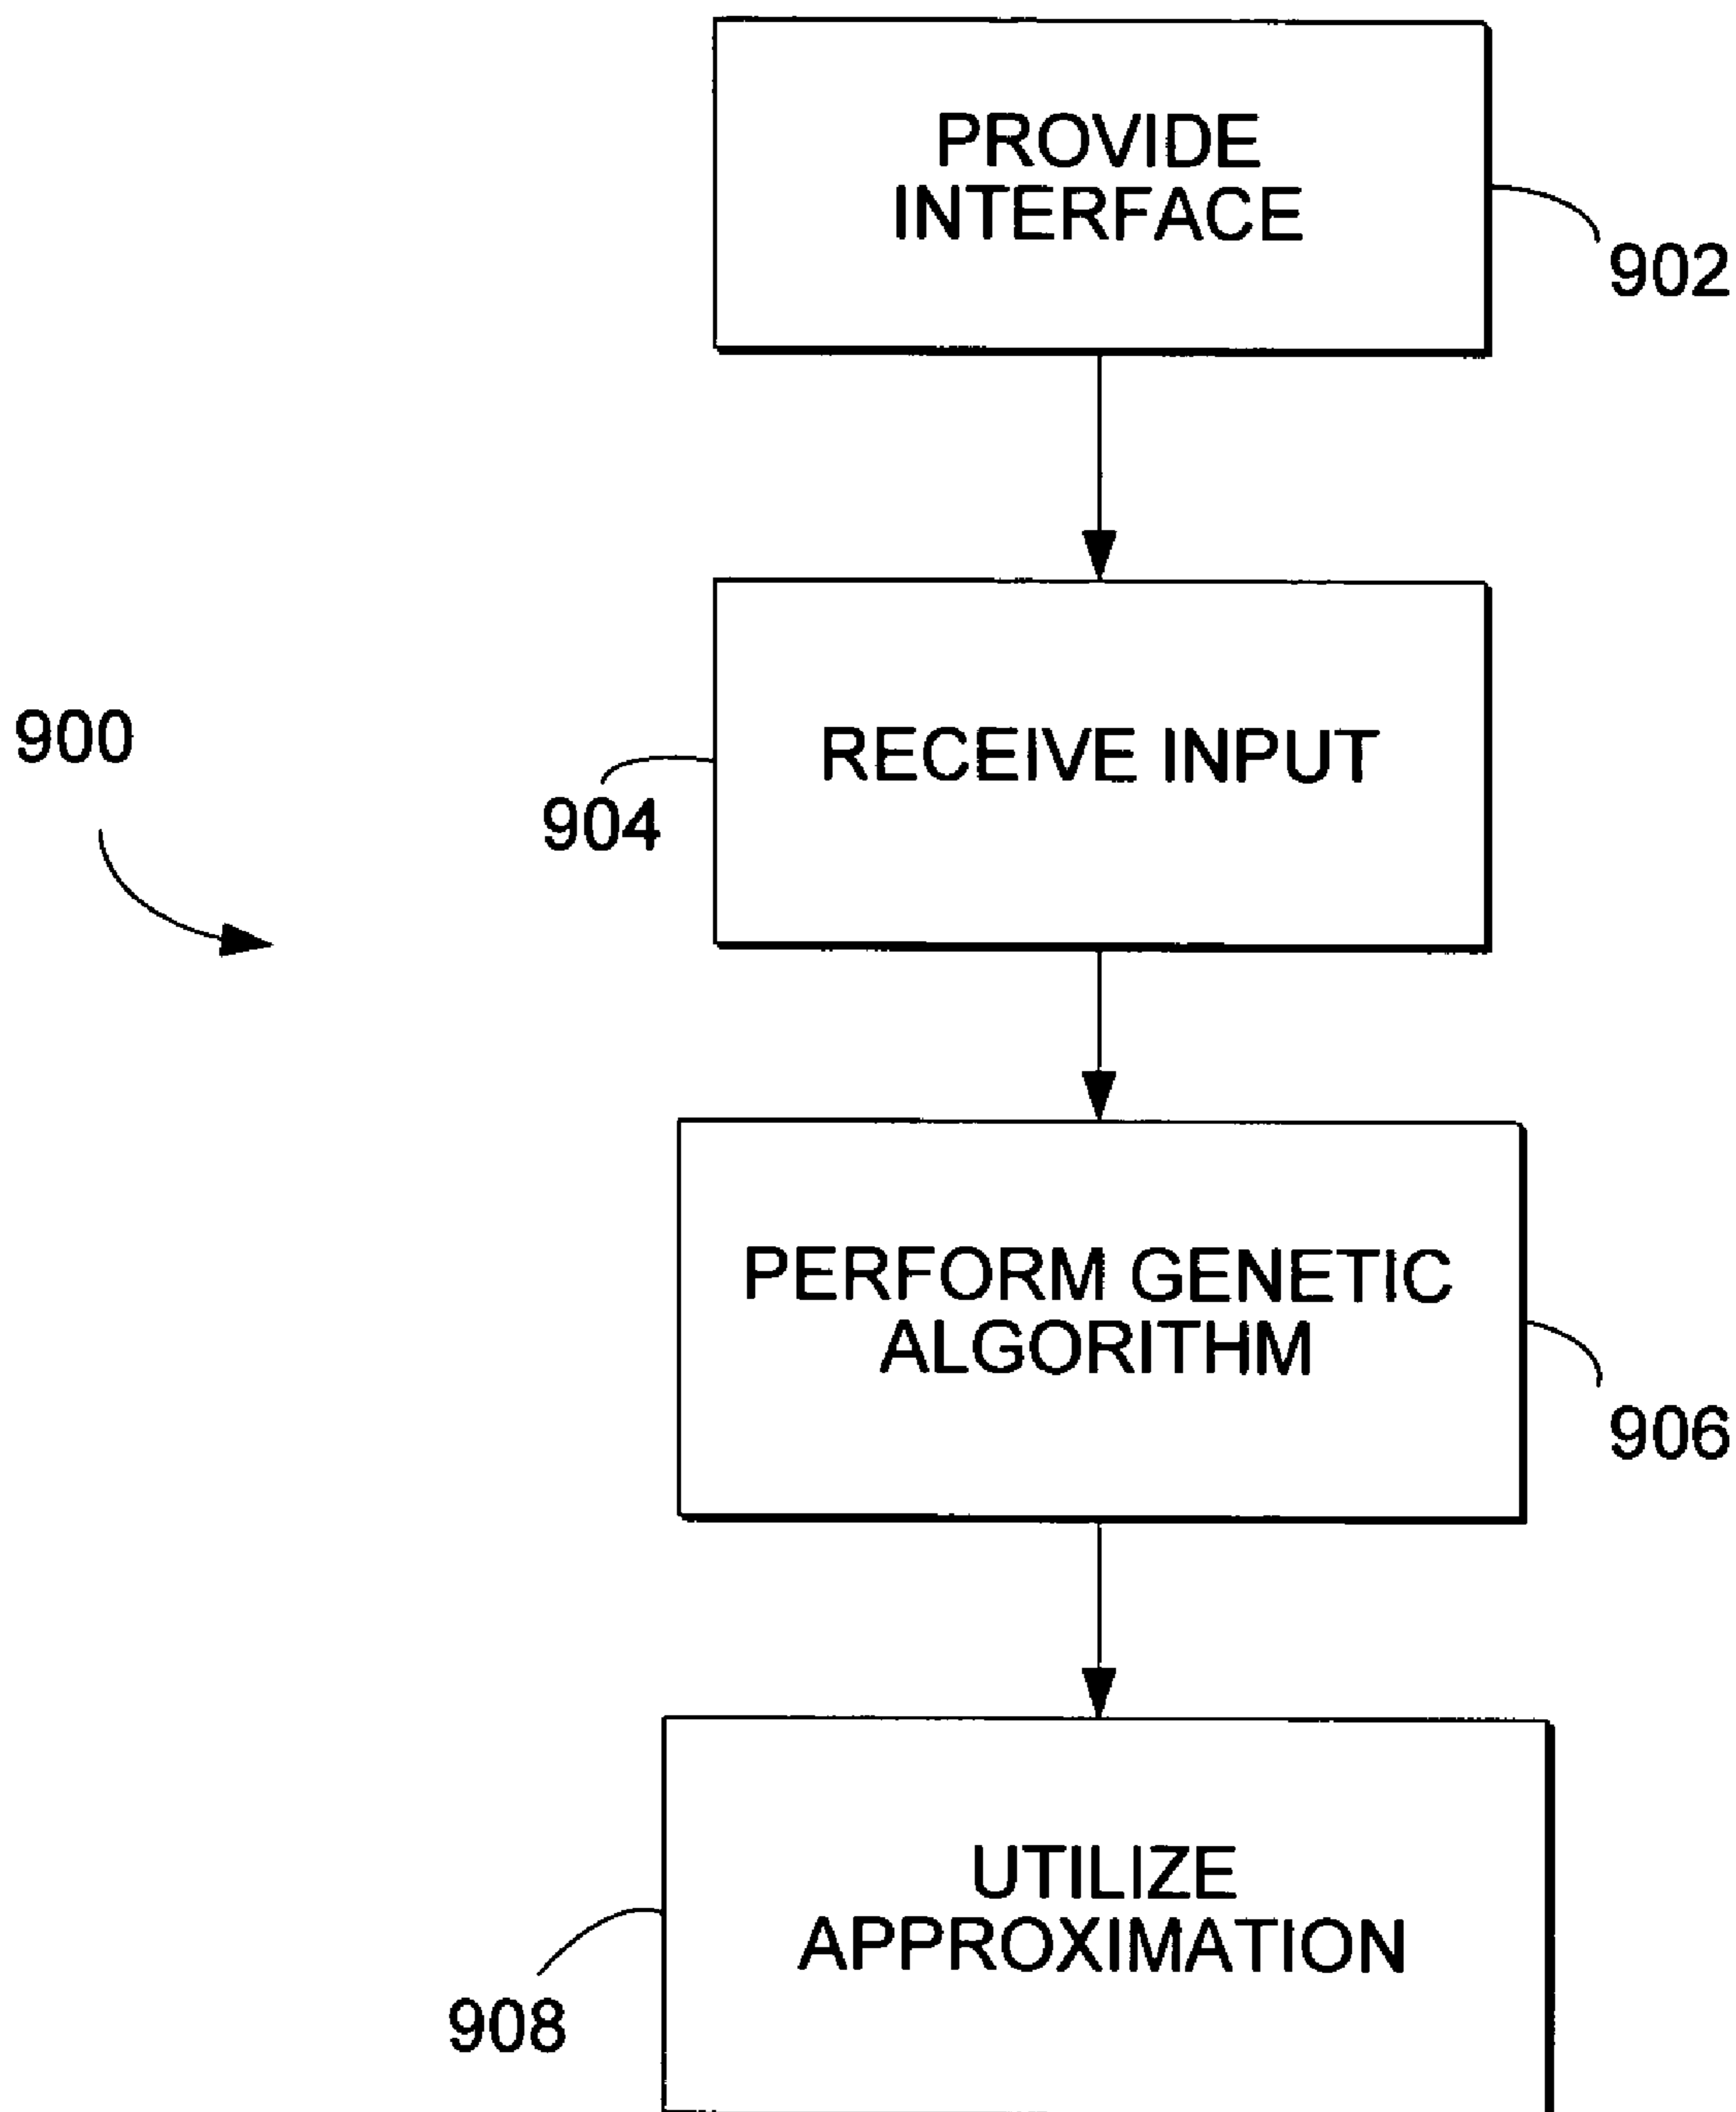 PROVIDE
INTERFACE
902
900
RECEIVE INPUT
904
PERFORM GENETIC
ALGORITHM
906
UTILIZE
APPROXIMATION
908